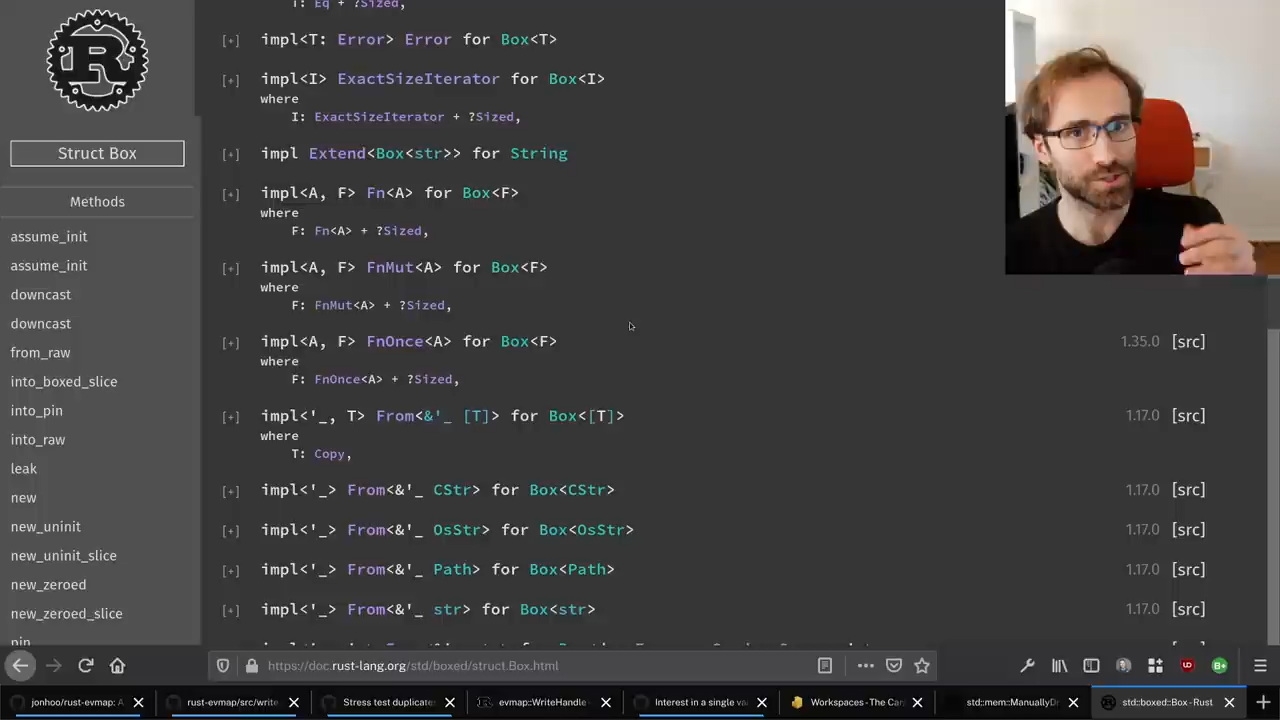 T: Eq + ?Sized,
[+] impl<T: Error> Error for Box<T>
[+] impl<I> ExactSizeIterator for Box<I>
where
I: ExactSizeIterator + ?Sized,
[+] impl Extend<Box<str>> for String
[+] impl<A, F> Fn<A> for Box<F>
where
F: Fn<A> + ?Sized,
[+] impl<A, F> FnMut<A> for Box<F>
where
F: FnMut<A> + ?Sized,
[+] impl<A, F> FnOnce<A> for Box<F> 1.35.0 [src]
where
F: FnOnce<A> + ?Sized,
[+] impl<'_, T> From<&'_ [T]> for Box<[T]> 1.17.0 [src]
where
T: Copy,
[+] impl<'_> From<&'_ CStr> for Box<CStr> 1.17.0 [src]
[+] impl<'_> From<&'_ OsStr> for Box<OsStr> 1.17.0 [src]
[+] impl<'_> From<&'_ Path> for Box<Path> 1.17.0 [src]
[+] impl<'_> From<&'_ str> for Box<str> 1.17.0 [src]
R
Struct Box
Methods
assume_init
assume_init
downcast
downcast
from_raw
into_boxed_slice
into_pin
into_raw
leak
new
new_uninit
new_uninit_slice
new_zeroed
new_zeroed_slice
pin
https://doc.rust-lang.org/std/boxed/struct.Box.html
jonhoo/rust-evmap: A
rust-evmap/src/write
Stress test duplicate
evmap::WriteHandle
Interest in a single va
Workspaces - The Car
std::mem::ManuallyDr
std::boxed::Box - Rust